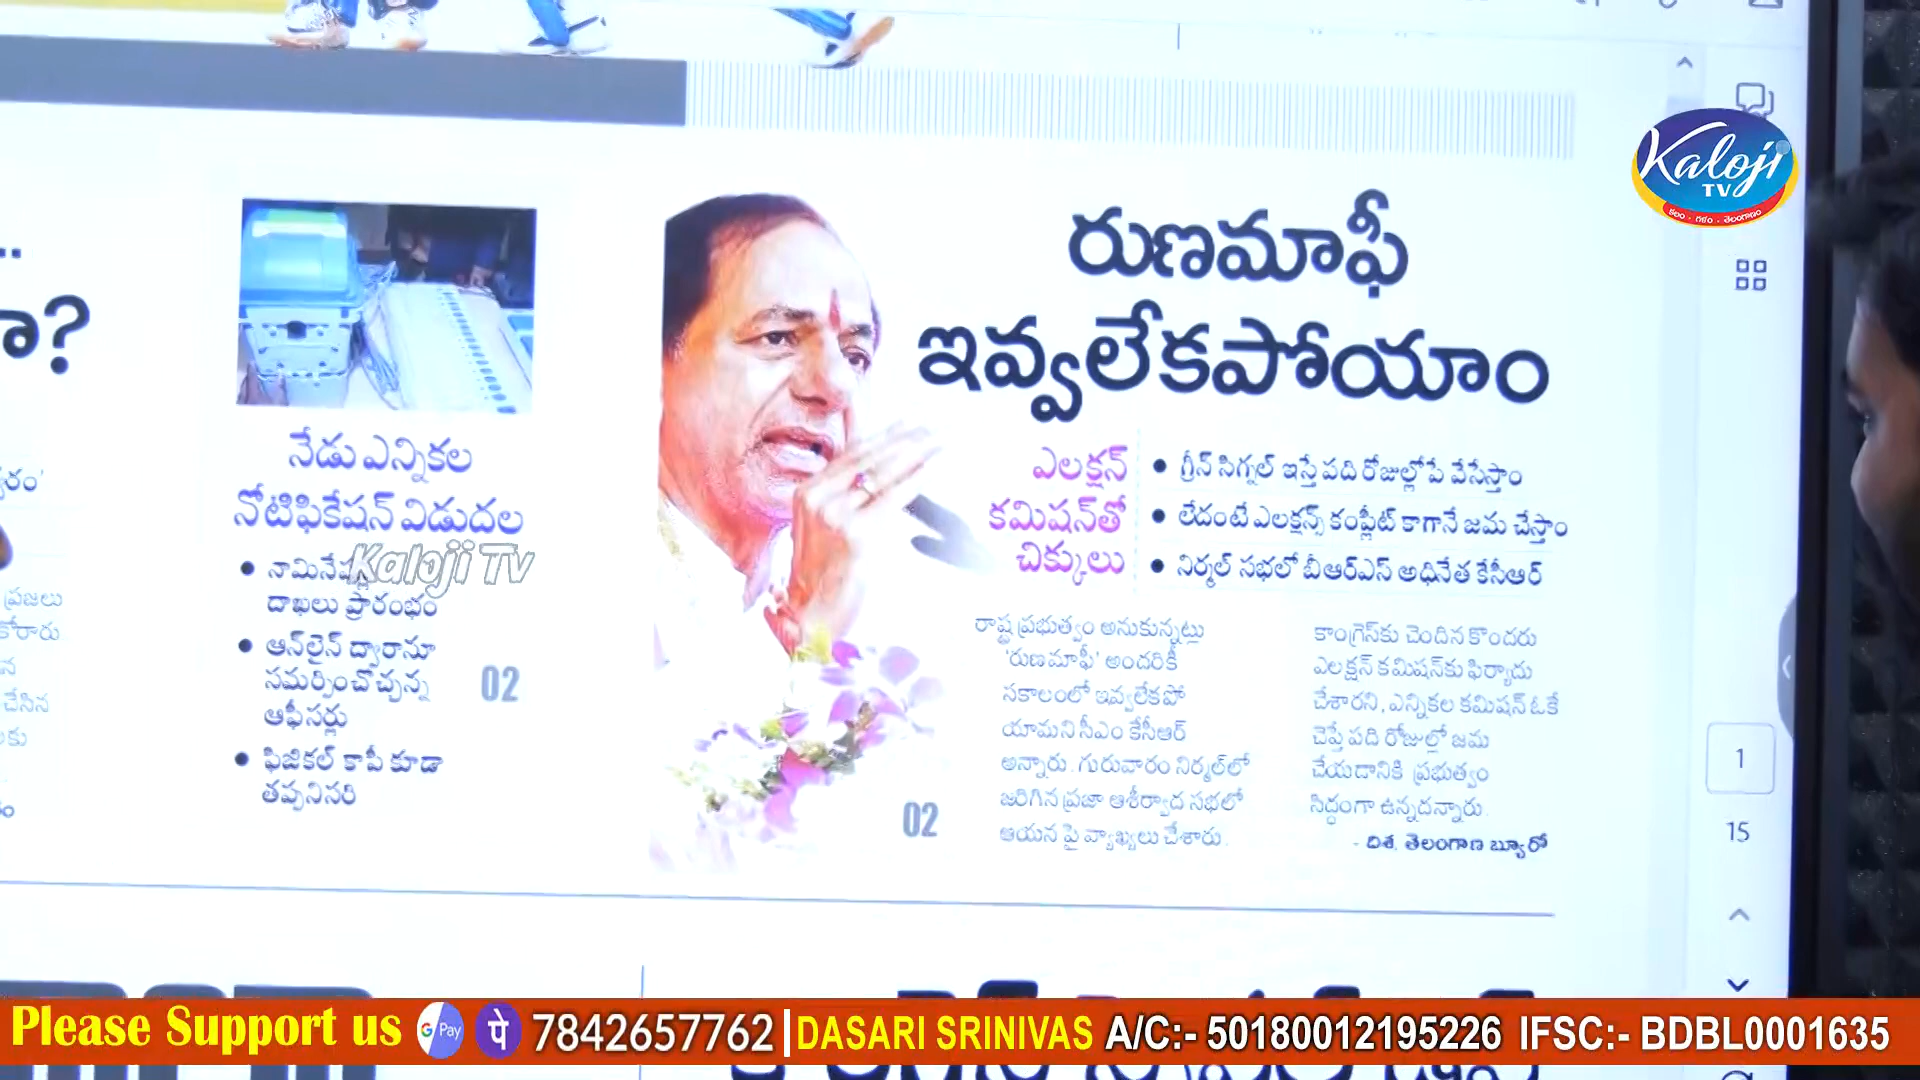 Kaloji
TV
కలం - గళం - తెలంగాణం
?
నేడు ఎన్నికల
నోటిఫికేషన్ విడుదల
Kaloji Tv
దాఖలు ప్రారంభం
ఆన్‌లైన్ ద్వారానూ
సమర్పించొచ్చన్న
ఆఫీసర్లు
ఫిజికల్ కాపీ కూడా
తప్పనిసరి
02
రుణమాఫీ
ఇవ్వలేకపోయాం
ఎలక్షన్
కమిషన్‌తో
చిక్కులు
• గ్రీన్ సిగ్నల్ ఇస్తే పది రోజుల్లోపే వేసేస్తాం
• లేదంటే ఎలక్షన్స్ కంప్లీట్ కాగానే జమ చేస్తాం
• నిర్మల్ సభలో బీఆర్ఎస్ అధినేత కేసీఆర్
రాష్ట్ర ప్రభుత్వం అనుకున్నట్లు
'రుణమాఫీ' అందరికీ
సకాలంలో ఇవ్వలేకపో
యామని సీఎం కేసీఆర్
అన్నారు. గురువారం నిర్మల్‌లో
జరిగిన ప్రజా ఆశీర్వాద సభలో
ఆయన పై వ్యాఖ్యలు చేశారు.
02
కాంగ్రెస్‌కు చెందిన కొందరు
ఎలక్షన్ కమిషన్‌కు ఫిర్యాదు
చేశారని, ఎన్నికల కమిషన్ ఓకే
చెప్తే పది రోజుల్లో జమ
చేయడానికి ప్రభుత్వం
సిద్ధంగా ఉన్నదన్నారు.
- దిశ, తెలంగాణ బ్యూరో
ప్రజలు
కోరారు
చేసిన
1
15
Please Support us G Pay पे 7842657762 | DASARI SRINIVAS A/C:- 50180012195226 IFSC:- BDBL0001635